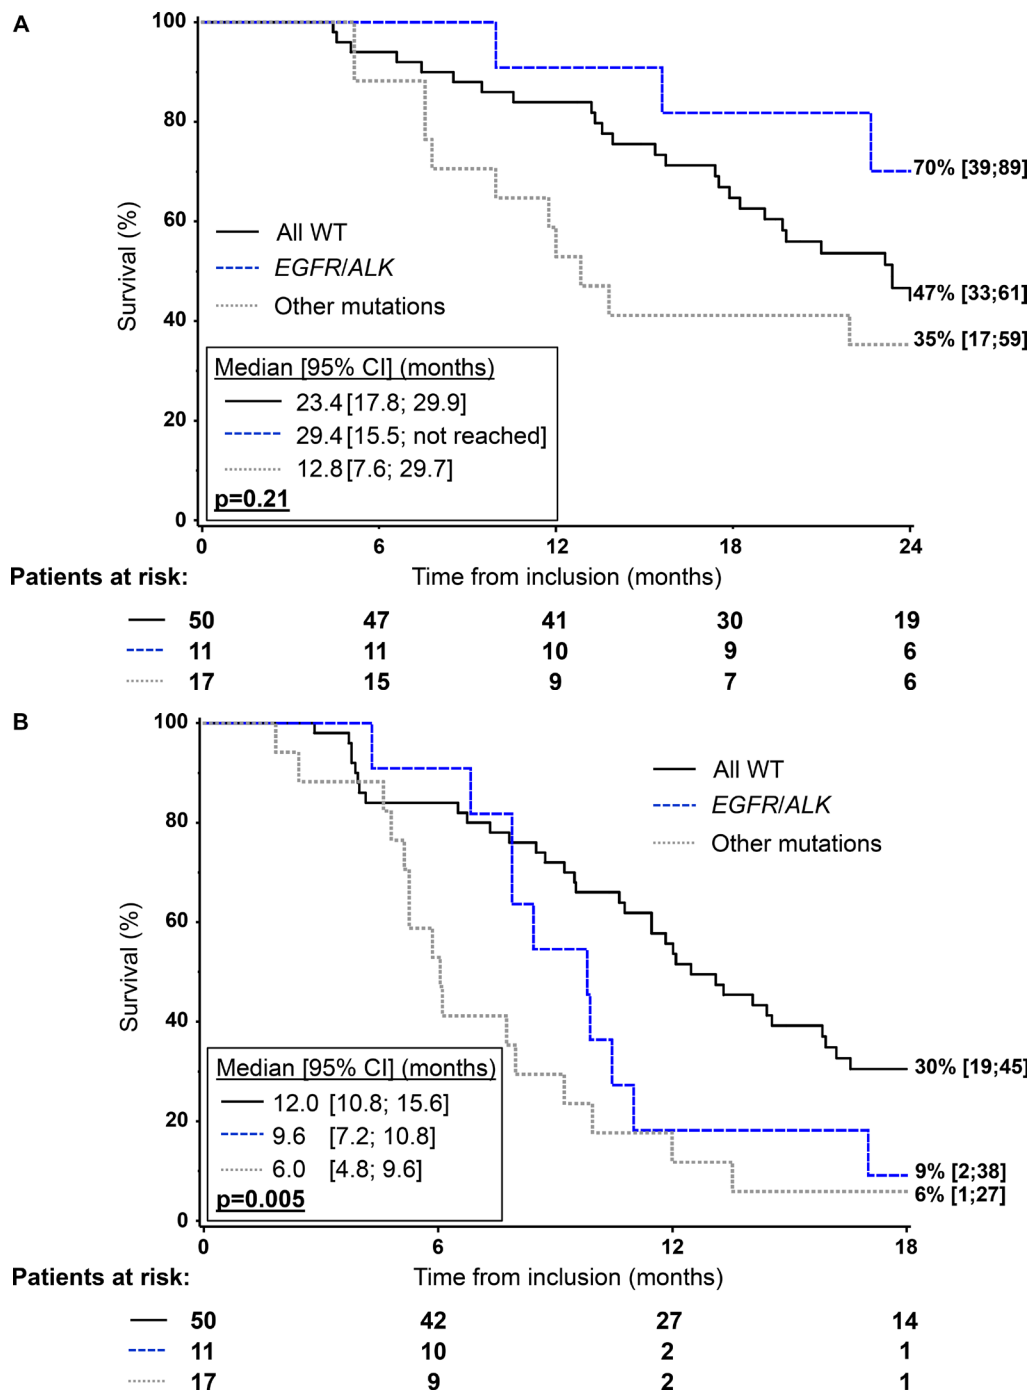 A
100
80
60
40
20
0
Survival (%)
All WT
EGFR/ALK
Other mutations
70% [39;89]
47% [33;61]
35% [17;59]
Median [95% CI] (months)
23.4 [17.8; 29.9]
29.4 [15.5; not reached]
12.8 [7.6; 29.7]
p=0.21
0 6 12 18 24
Patients at risk: Time from inclusion (months)
50 47 41 30 19
11 11 10 9 6
17 15 9 7 6
B
100
80
60
40
20
0
Survival (%)
All WT
EGFR/ALK
Other mutations
30% [19;45]
9% [2;38]
6% [1;27]
Median [95% CI] (months)
12.0 [10.8; 15.6]
9.6 [7.2; 10.8]
6.0 [4.8; 9.6]
p=0.005
0 6 12 18
Patients at risk: Time from inclusion (months)
50 42 27 14
11 10 2 1
17 9 2 1